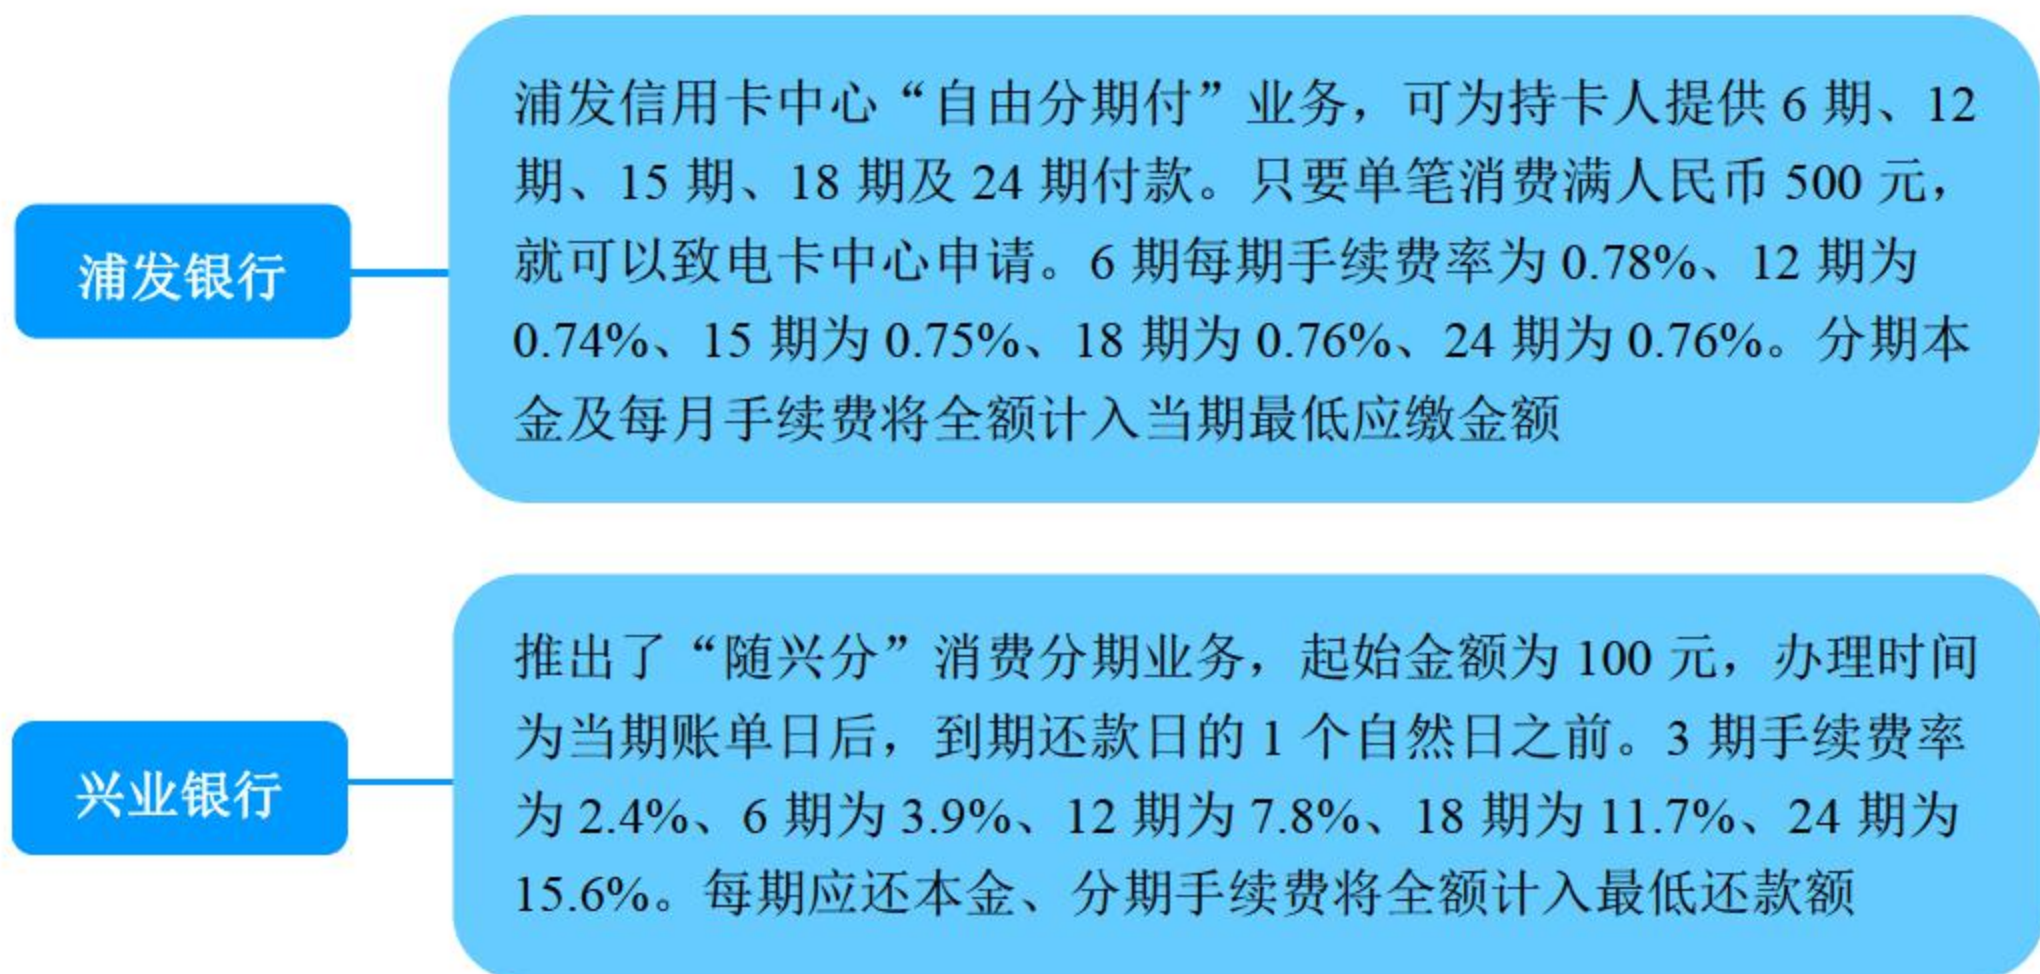 浦发银行
浦发信用卡中心“自由分期付”业务，可为持卡人提供 6 期、12
期、15 期、18 期及 24 期付款。只要单笔消费满人民币 500 元，
就可以致电卡中心申请。6 期每期手续费率为 0.78%、12 期为
0.74%、15 期为 0.75%、18 期为 0.76%、24 期为 0.76%。分期本
金及每月手续费将全额计入当期最低应缴金额
兴业银行
推出了“随兴分”消费分期业务，起始金额为 100 元，办理时间
为当期账单日后，到期还款日的 1 个自然日之前。3 期手续费率
为 2.4%、6 期为 3.9%、12 期为 7.8%、18 期为 11.7%、24 期为
15.6%。每期应还本金、分期手续费将全额计入最低还款额